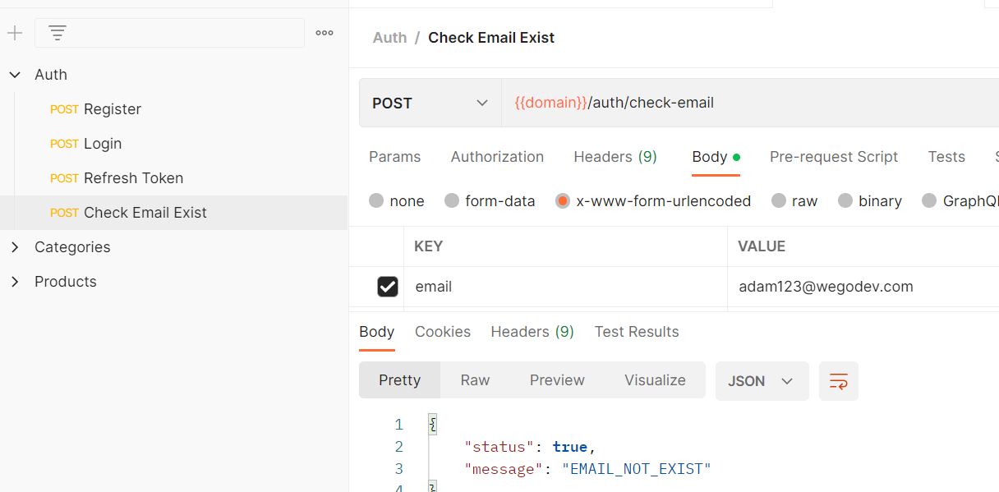 Auth / Check Email Exist
Auth
POST Register
POST Login
POST Refresh Token
POST Check Email Exist
Categories
Products
POST {{domain}}/auth/check-email
Params Authorization Headers (9) Body Pre-request Script Tests
none form-data x-www-form-urlencoded raw binary GraphQl
KEY VALUE
email adam123@wegodev.com
Body Cookies Headers (9) Test Results
Pretty Raw Preview Visualize JSON
1 {
2 "status": true,
3 "message": "EMAIL_NOT_EXIST"
4 }